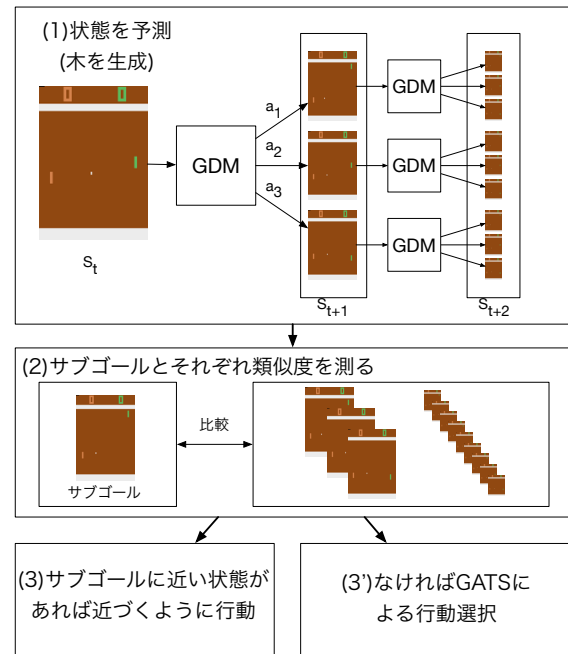 (1)状態を予測
(木を生成)
a1
a2
a3
GDM
GDM
GDM
GDM
St
St+1
St+2
(2)サブゴールとそれぞれ類似度を測る
比較
サブゴール
(3)サブゴールに近い状態が
あれば近づくように行動
(3')なければGATSに
よる行動選択